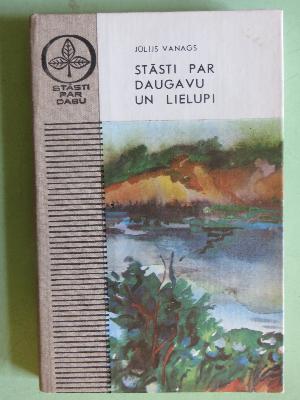 JŪLIJS VANAGS
STĀSTI PAR
DAUGAVU
UN LIELUPI
STĀSTI
PAR
DABU